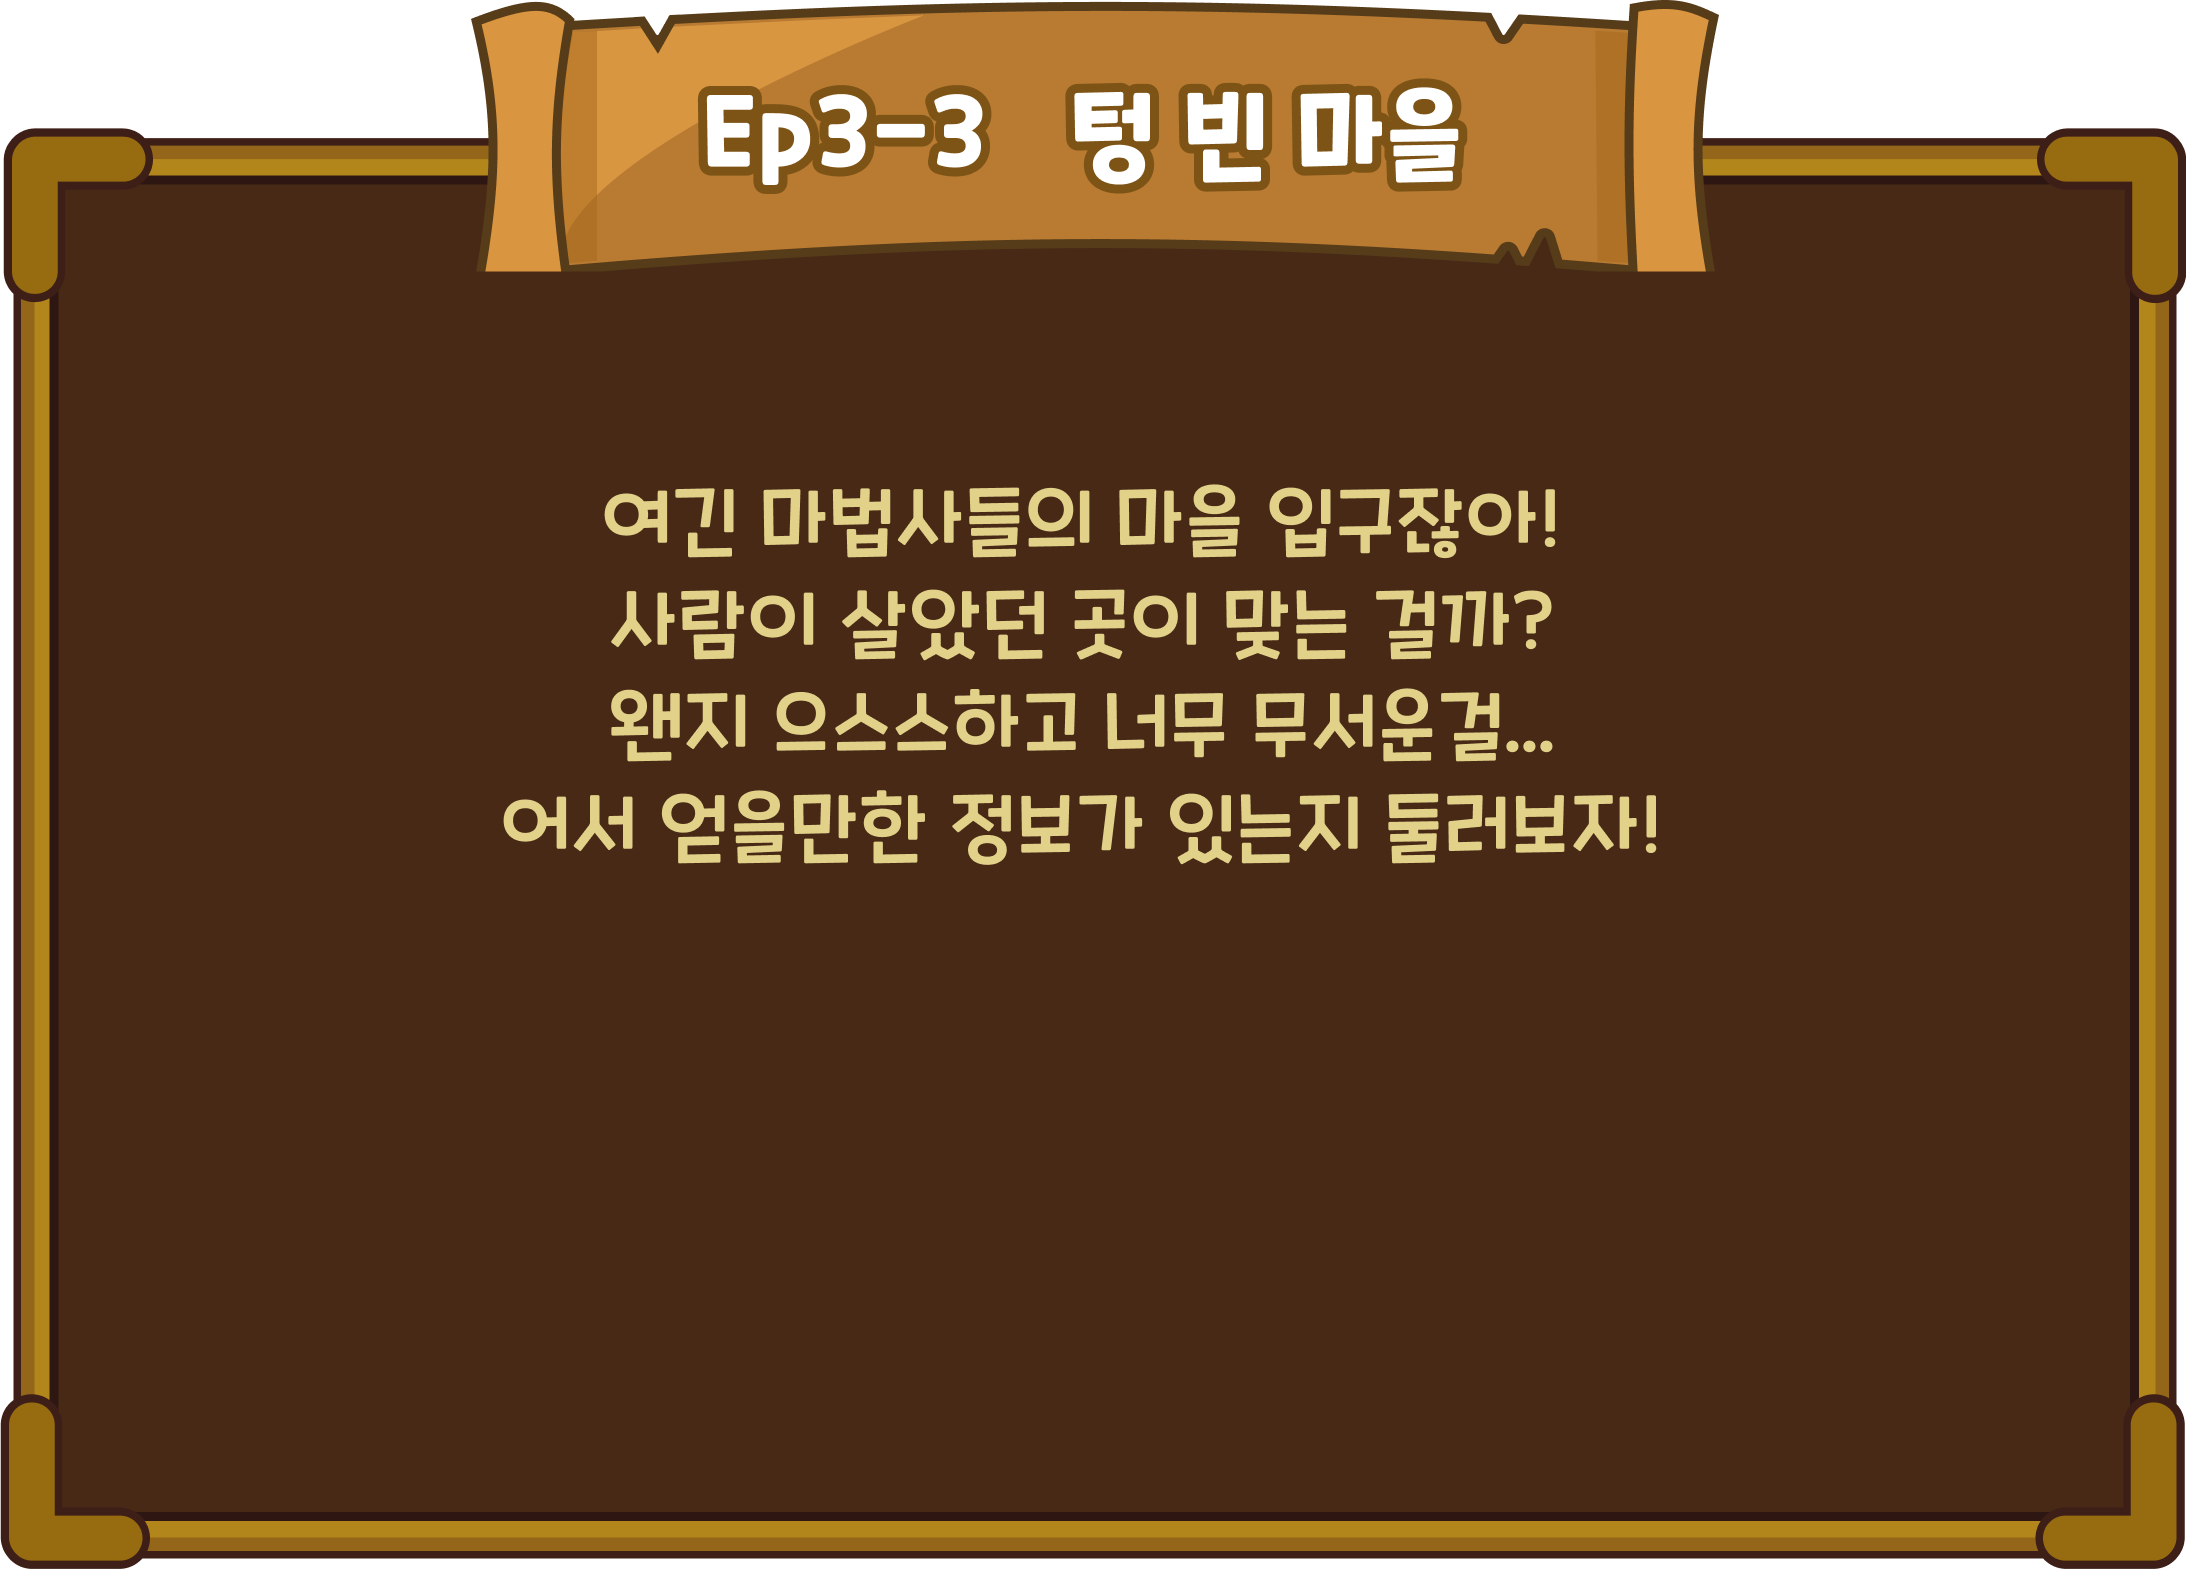 Ep3-3 텅 빈 마을
여긴 마법사들의 마을 입구잖아!
사람이 살았던 곳이 맞는 걸까?
왠지 으스스하고 너무 무서운걸...
어서 얻을만한 정보가 있는지 둘러보자!